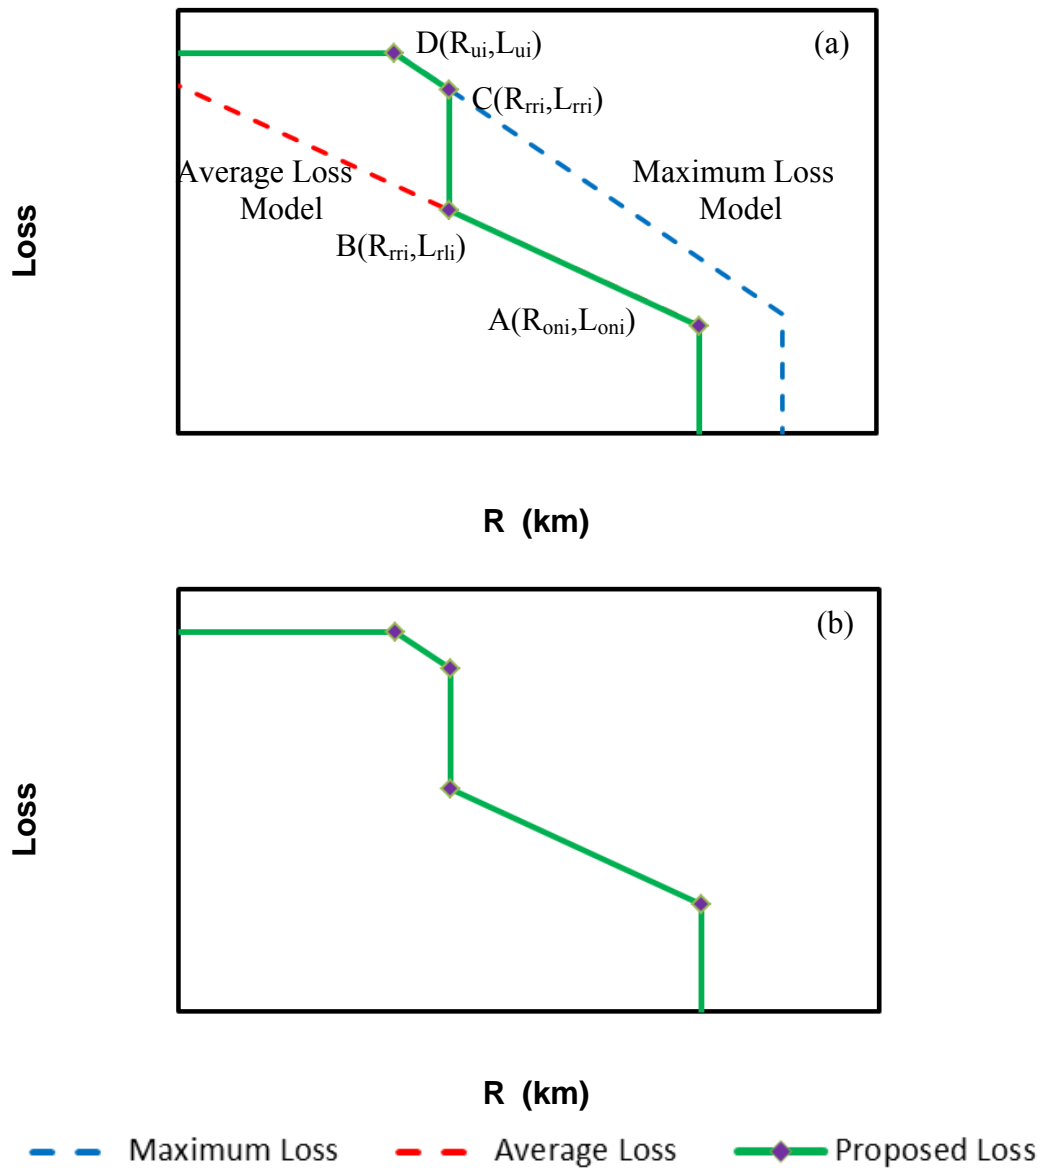 (a)
D(Rui,Lui)
C(Rrri,Lrri)
Average Loss
Model
Maximum Loss
Model
B(Rrri,Lrli)
A(Roni,Loni)
Loss
R (km)
(b)
Loss
R (km)
Maximum Loss
Average Loss
Proposed Loss